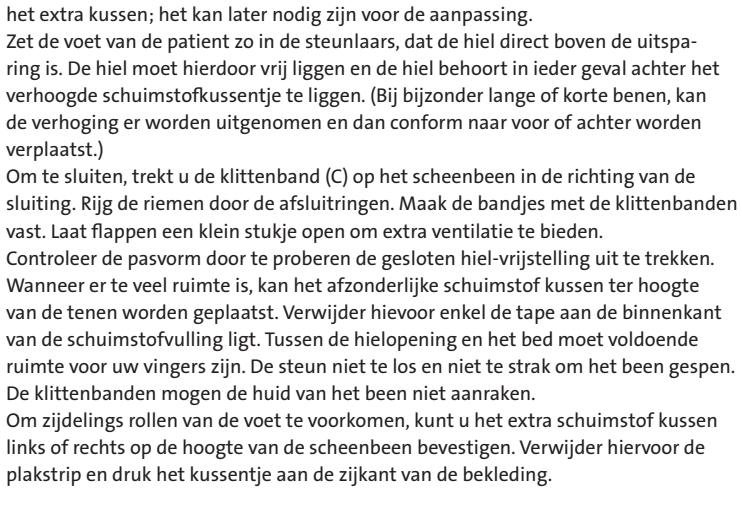 het extra kussen; het kan later nodig zijn voor de aanpassing.
Zet de voet van de patient zo in de steunlaars, dat de hiel direct boven de uitspa-
ring is. De hiel moet hierdoor vrij liggen en de hiel behoort in ieder geval achter het
verhoogde schuimstofkussentje te liggen. (Bij bijzonder lange of korte benen, kan
de verhoging er worden uitgenomen en dan conform naar voor of achter worden
verplaatst.)
Om te sluiten, trekt u de klittenband (C) op het scheenbeen in de richting van de
sluiting. Rijg de riemen door de afsluitringen. Maak de bandjes met de klittenbanden
vast. Laat flappen een klein stukje open om extra ventilatie te bieden.
Controleer de pasvorm door te proberen de gesloten hiel-vrijstelling uit te trekken.
Wanneer er te veel ruimte is, kan het afzonderlijke schuimstof kussen ter hoogte
van de tenen worden geplaatst. Verwijder hievoor enkel de tape aan de binnenkant
van de schuimstofvulling ligt. Tussen de hielopening en het bed moet voldoende
ruimte voor uw vingers zijn. De steun niet te los en niet te strak om het been gespen.
De klittenbanden mogen de huid van het been niet aanraken.
Om zijdelings rollen van de voet te voorkomen, kunt u het extra schuimstof kussen
links of rechts op de hoogte van de scheenbeen bevestigen. Verwijder hiervoor de
plakstrip en druk het kussentje aan de zijkant van de bekleding.